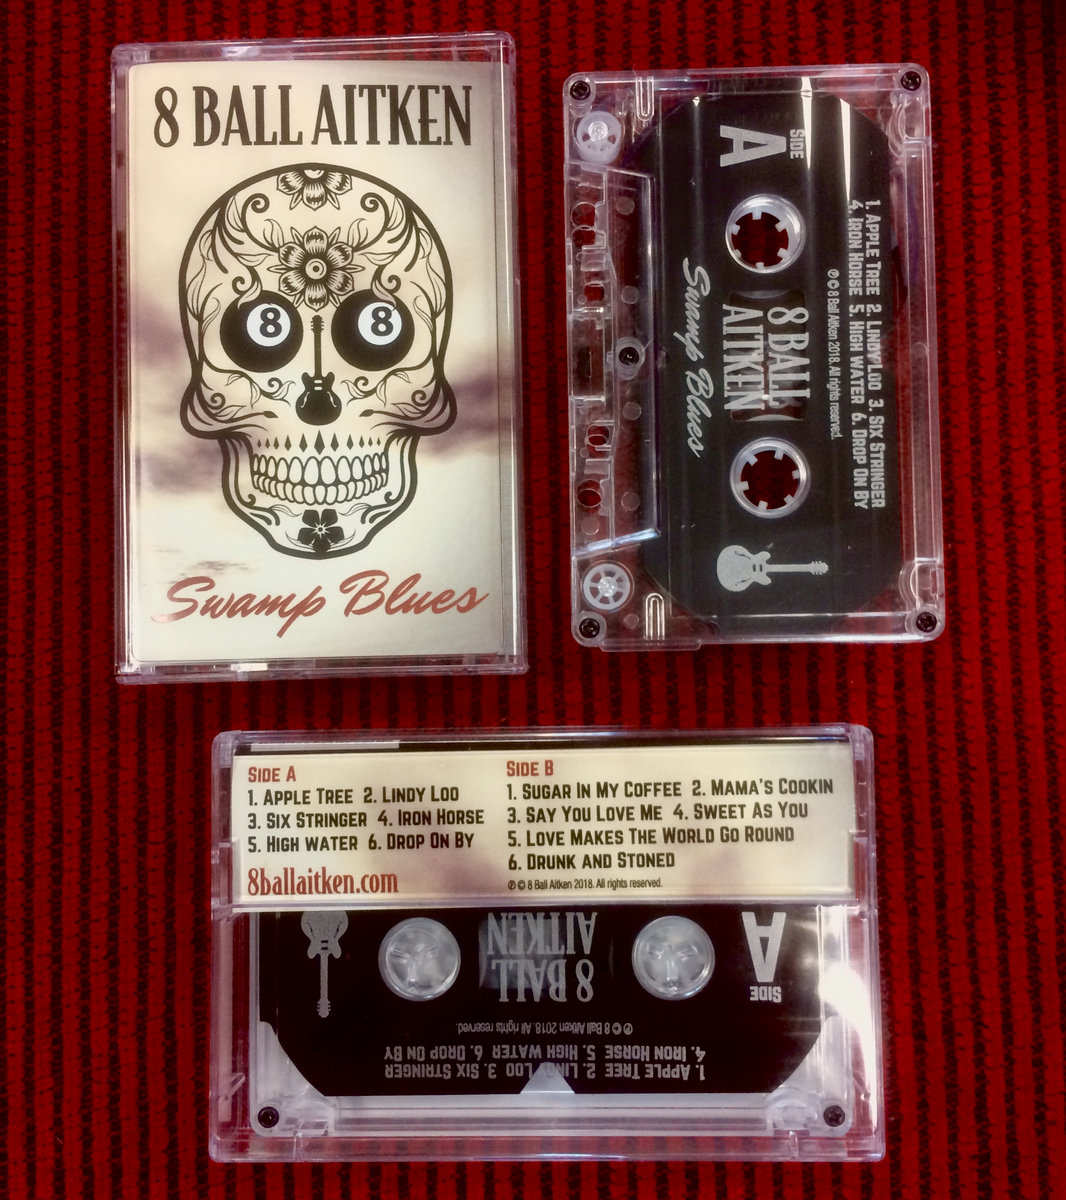 8 BALL AITKEN
8
8
Swamp Blues
SIDE
A
1. APPLE TREE 2. LINDY LOO 3. SIX STRINGER
4. IRON HORSE 5. HIGH WATER 6. DROP ON BY
℗ © 8 Ball Aitken 2018. All rights reserved.
8 BALL
AITKEN
Swamp Blues
SIDE A
1. APPLE TREE 2. LINDY LOO
3. SIX STRINGER 4. IRON HORSE
5. HIGH WATER 6. DROP ON BY
8ballaitken.com
SIDE B
1. SUGAR IN MY COFFEE 2. MAMA'S COOKIN
3. SAY YOU LOVE ME 4. SWEET AS YOU
5. LOVE MAKES THE WORLD GO ROUND
6. DRUNK AND STONED
℗ © 8 Ball Aitken 2018. All rights reserved.
SIDE
A
8 BALL
AITKEN
℗ © 8 Ball Aitken 2018. All rights reserved.
1. APPLE TREE 2. LINDY LOO 3. SIX STRINGER
4. IRON HORSE 5. HIGH WATER 6. DROP ON BY